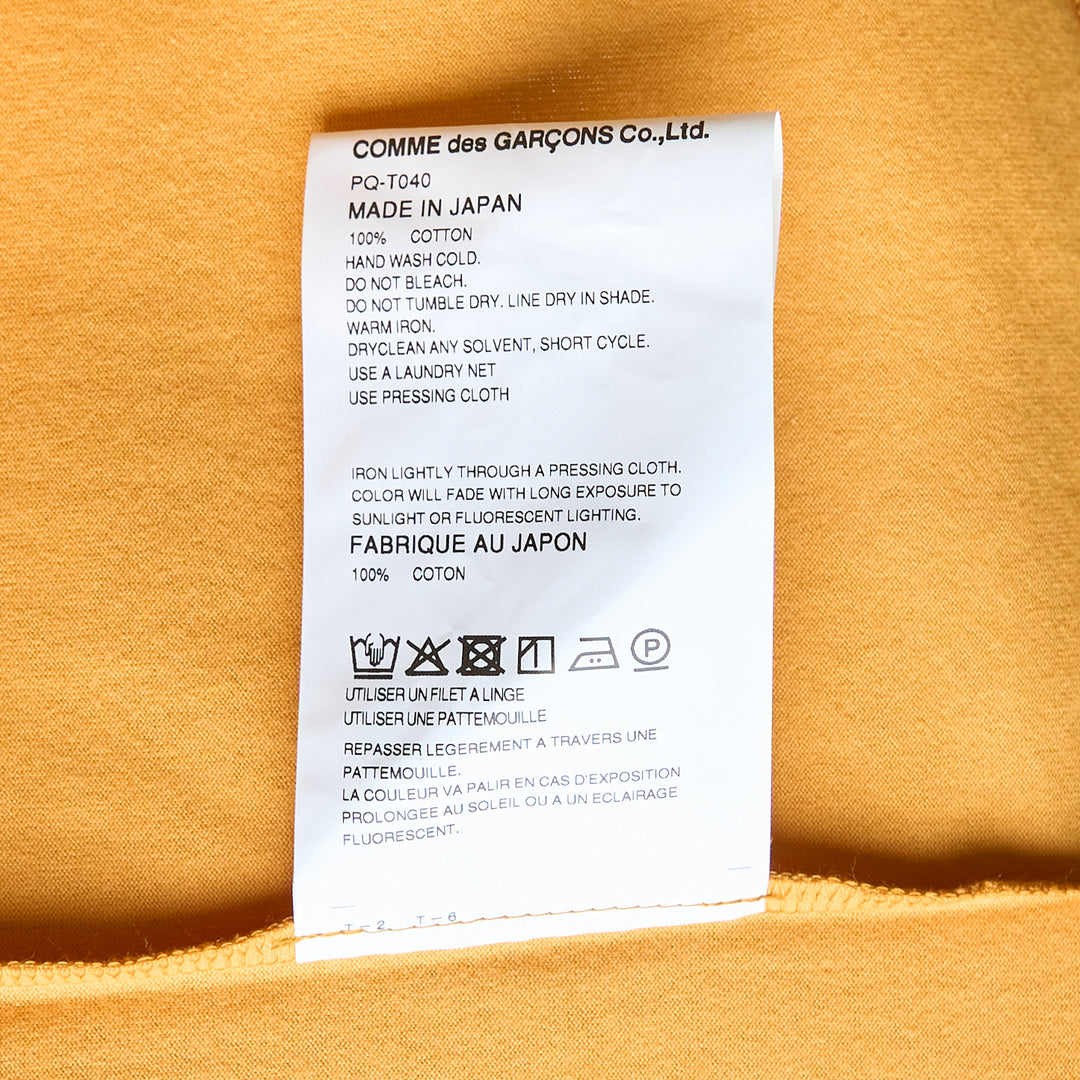 COMME des GARÇONS Co.,Ltd.
PQ-T040
MADE IN JAPAN
100% COTTON
HAND WASH COLD.
DO NOT BLEACH.
DO NOT TUMBLE DRY. LINE DRY IN SHADE.
WARM IRON.
DRYCLEAN ANY SOLVENT, SHORT CYCLE.
USE A LAUNDRY NET
USE PRESSING CLOTH
IRON LIGHTLY THROUGH A PRESSING CLOTH.
COLOR WILL FADE WITH LONG EXPOSURE TO
SUNLIGHT OR FLUORESCENT LIGHTING.
FABRIQUE AU JAPON
100% COTON
P
UTILISER UN FILET A LINGE
UTILISER UNE PATTEMOUILLE
REPASSER LEGEREMENT A TRAVERS UNE
PATTEMOUILLE.
LA COULEUR VA PALIR EN CAS D'EXPOSITION
PROLONGEE AU SOLEIL OU A UN ECLAIRAGE
FLUORESCENT.
T-2 T-6